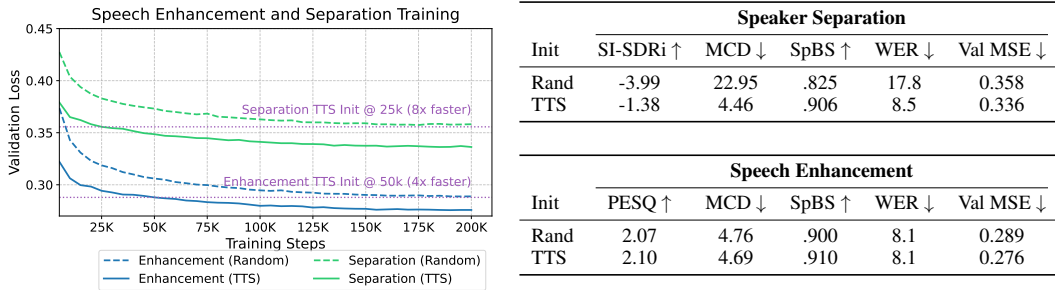 Speech Enhancement and Separation Training
Validation Loss
0.45
0.40
0.35
0.30
Separation TTS Init @ 25k (8x faster)
Enhancement TTS Init @ 50k (4x faster)
25K 50K 75K 100K 125K 150K 175K 200K
Training Steps
Enhancement (Random) Separation (Random)
Enhancement (TTS) Separation (TTS)
Speaker Separation
Init SI-SDRi ↑ MCD ↓ SpBS ↑ WER ↓ Val MSE ↓
Rand -3.99 22.95 .825 17.8 0.358
TTS -1.38 4.46 .906 8.5 0.336
Speech Enhancement
Init PESQ ↑ MCD ↓ SpBS ↑ WER ↓ Val MSE ↓
Rand 2.07 4.76 .900 8.1 0.289
TTS 2.10 4.69 .910 8.1 0.276